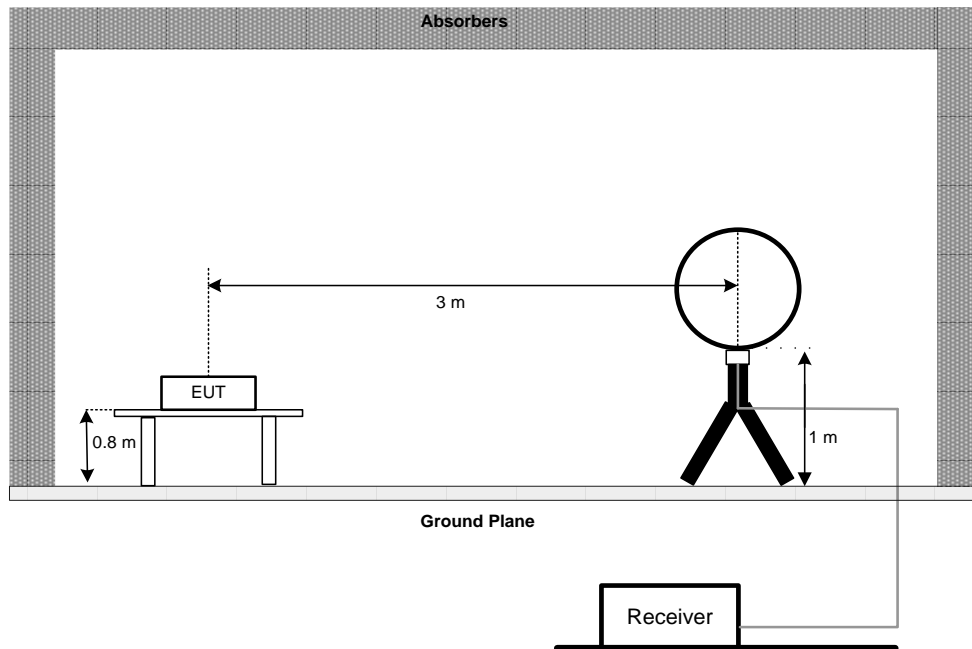 Absorbers
3 m
EUT
0.8 m
1 m
Ground Plane
Receiver